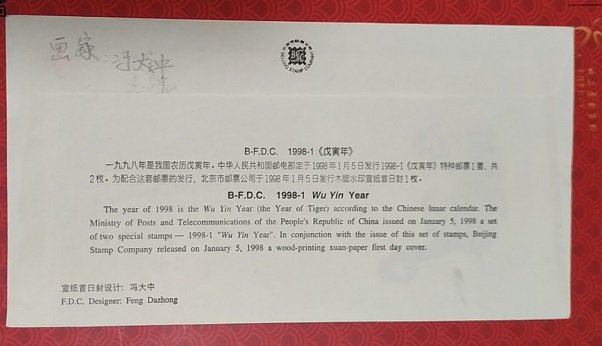 画家：冯大中
B-F.D.C. 1998-1《戊寅年》
一九九八年是我国农历戊寅年。中华人民共和国邮电部定于1998年1月5日发行1998-1《戊寅年》特种邮票1套，共
2枚。为配合这套邮票的发行，北京市邮票公司于1998年1月5日发行木版水印宣纸首日封1枚。
B-F.D.C. 1998-1 Wu Yin Year
The year of 1998 is the Wu Yin Year (the Year of Tiger) according to the Chinese lunar calendar. The
Ministry of Posts and Telecommunications of the People's Republic of China issued on January 5, 1998 a set
of two special stamps — 1998-1 "Wu Yin Year". In conjunction with the issue of this set of stamps, Beijing
Stamp Company released on January 5, 1998 a wood-printing xuan-paper first day cover.
宣纸首日封设计：冯大中
F.D.C. Designer: Feng Dazhong